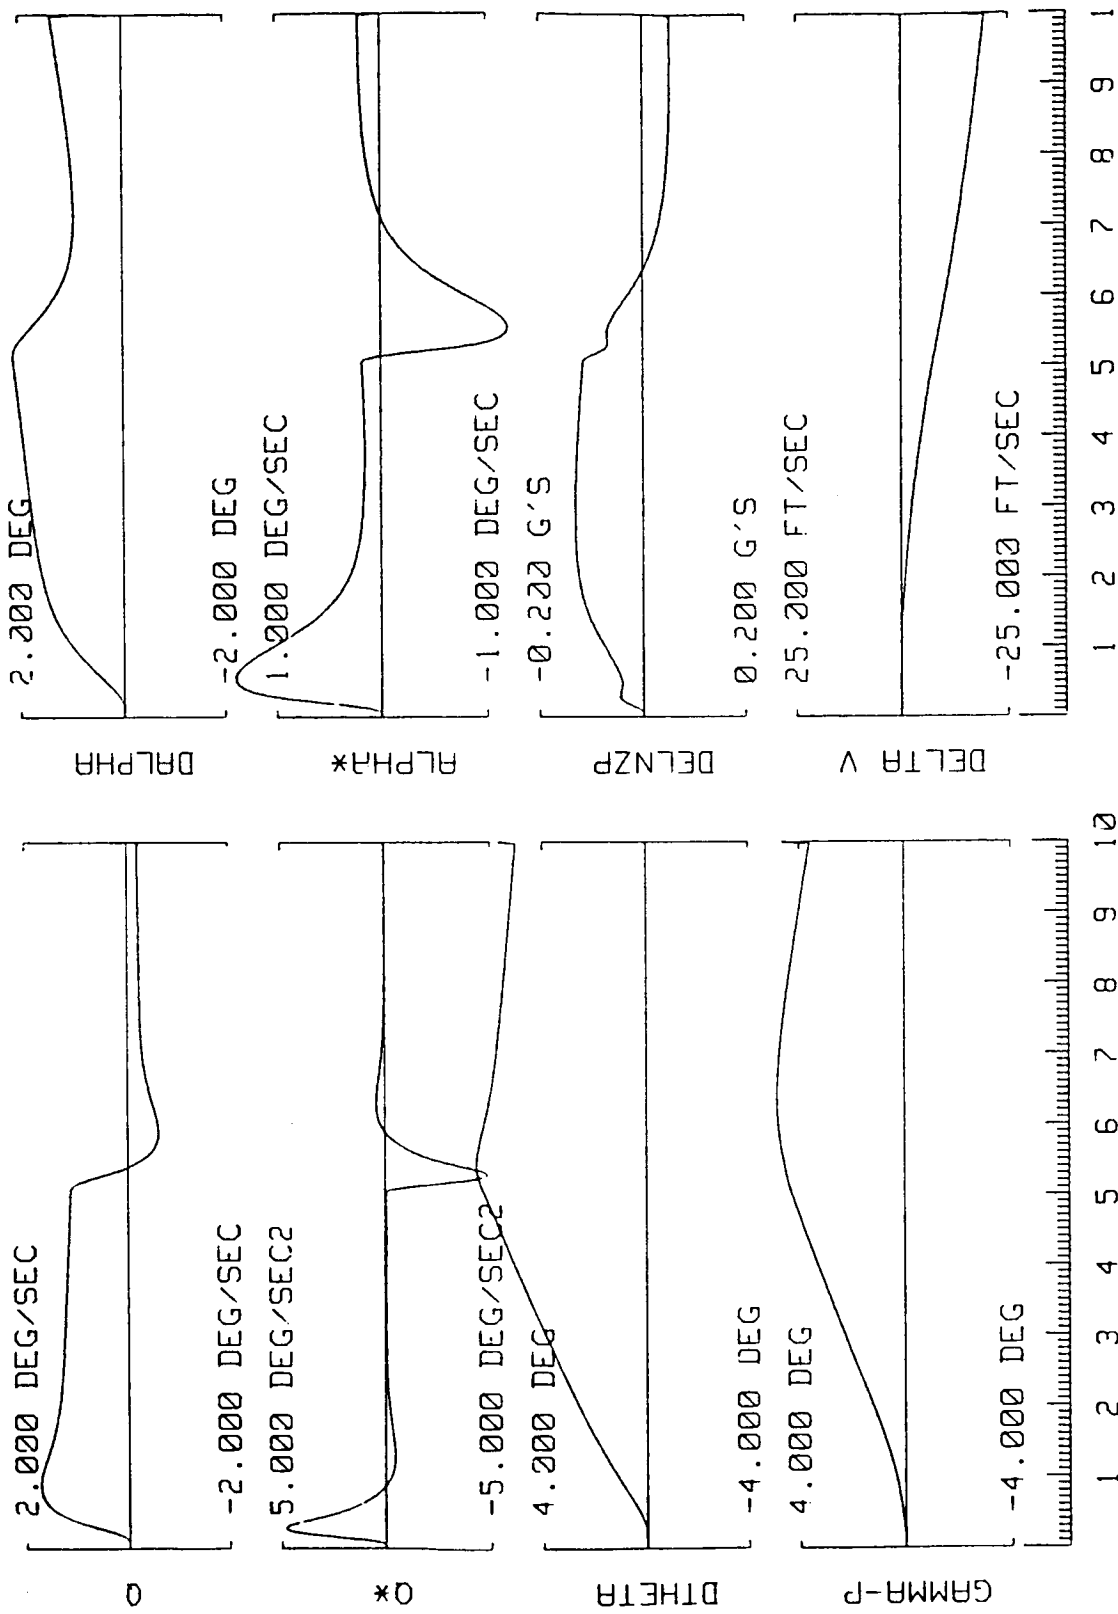 Q
2.000 DEG/SEC
-2.000 DEG/SEC
Q*
5.000 DEG/SEC2
-5.000 DEG/SEC2
DTHETA
4.000 DEG
-4.000 DEG
GAMMA-P
4.000 DEG
-4.000 DEG
1 2 3 4 5 6 7 8 9 10
DALPHA
2.000 DEG
-2.000 DEG
ALPHA*
1.000 DEG/SEC
-1.000 DEG/SEC
DELNZP
-0.200 G'S
0.200 G'S
DELTA V
25.000 FT/SEC
-25.000 FT/SEC
1 2 3 4 5 6 7 8 9 1